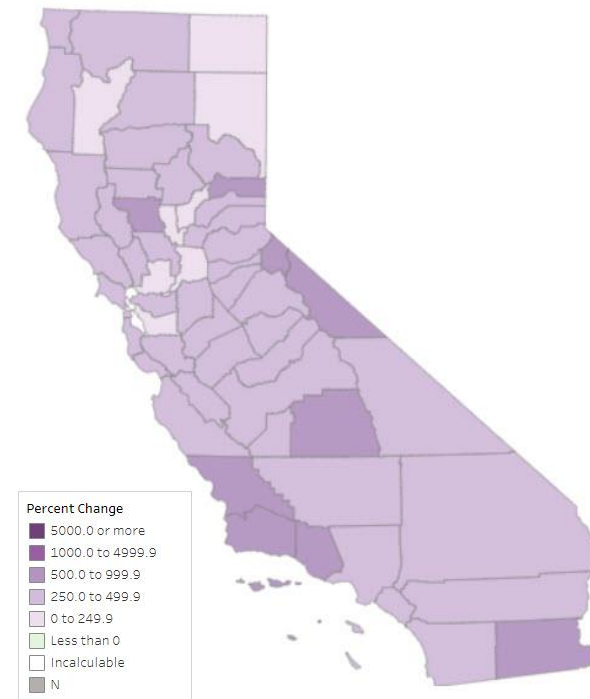 Percent Change
5000.0 or more
1000.0 to 4999.9
500.0 to 999.9
250.0 to 499.9
0 to 249.9
Less than 0
Incalculable
N